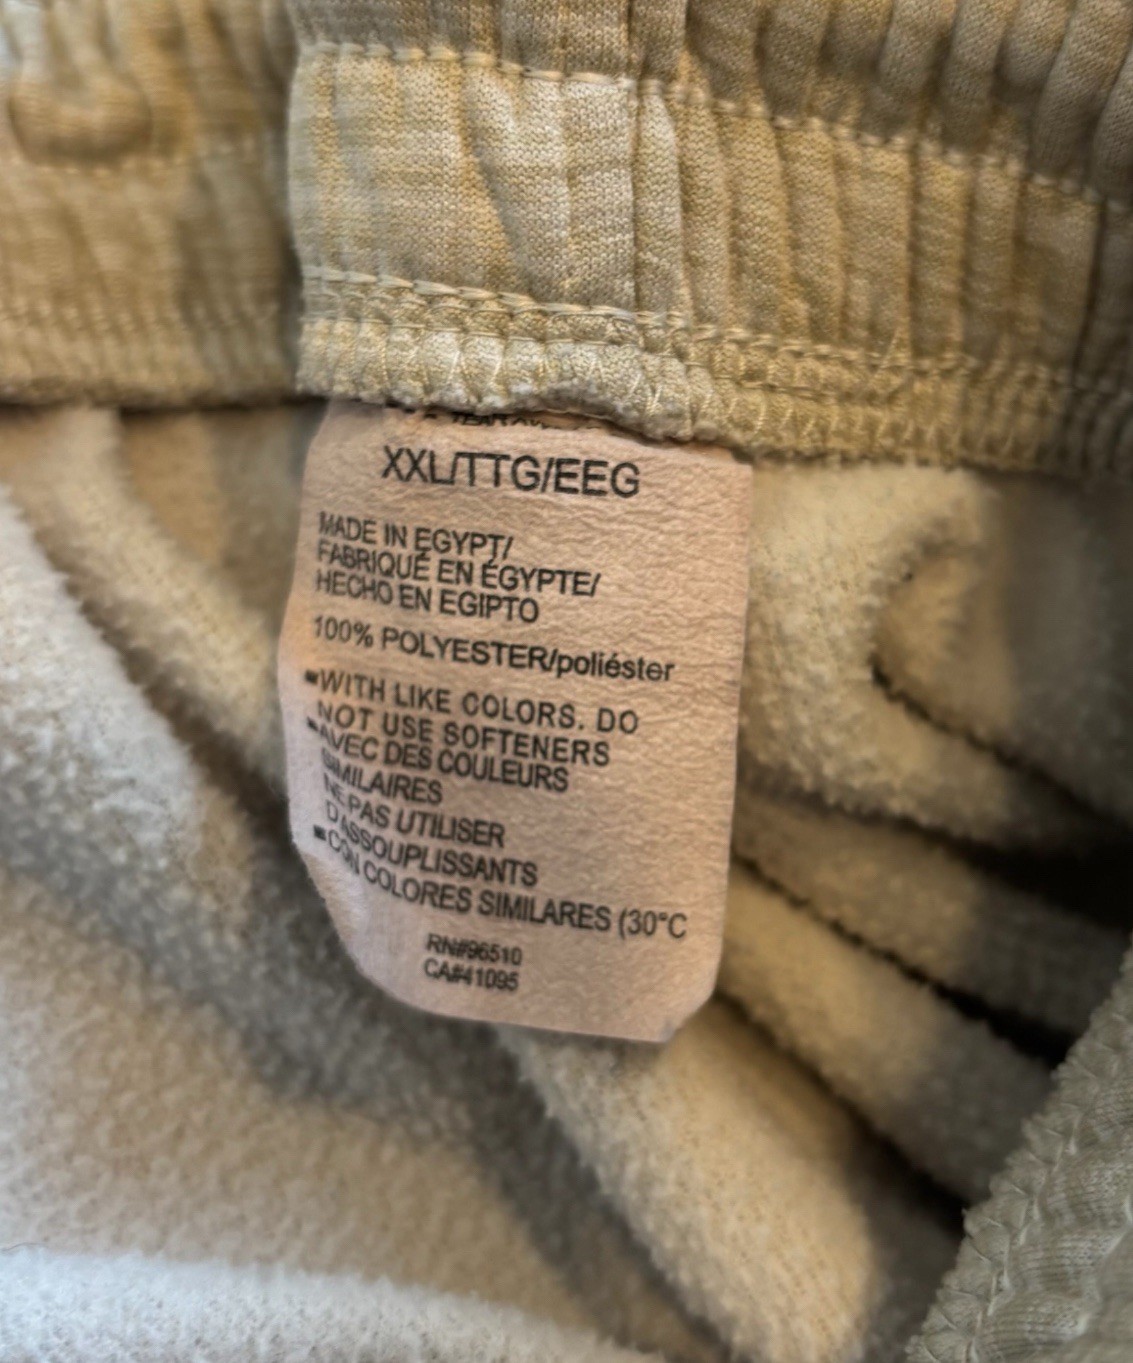 XXL/TTG/EEG
MADE IN EGYPT/
FABRIQUÉ EN ÉGYPTE/
HECHO EN EGIPTO
100% POLYESTER/poliéster
▪WITH LIKE COLORS. DO
NOT USE SOFTENERS
▪AVEC DES COULEURS
SIMILAIRES
NE PAS UTILISER
D'ASSOUPLISSANTS
▪CON COLORES SIMILARES (30°C
RN#96510
CA#41095